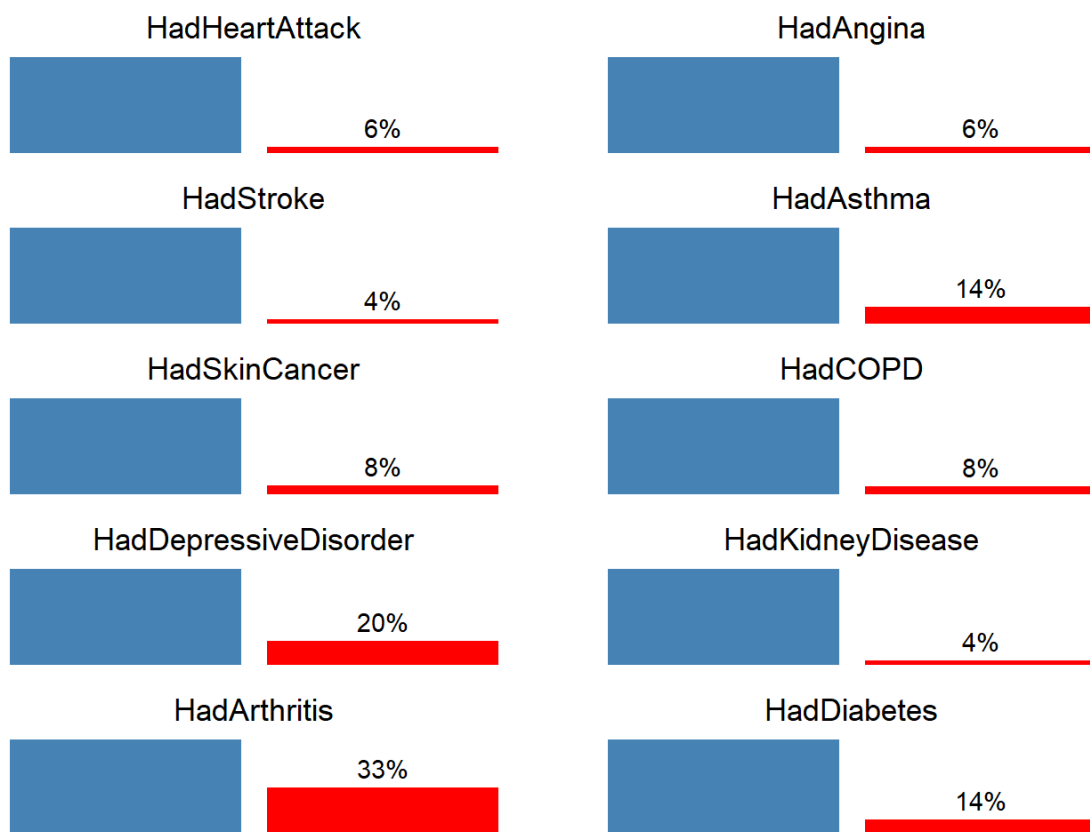 HadHeartAttack
6%
HadAngina
6%
HadStroke
4%
HadAsthma
14%
HadSkinCancer
8%
HadCOPD
8%
HadDepressiveDisorder
20%
HadKidneyDisease
4%
HadArthritis
33%
HadDiabetes
14%